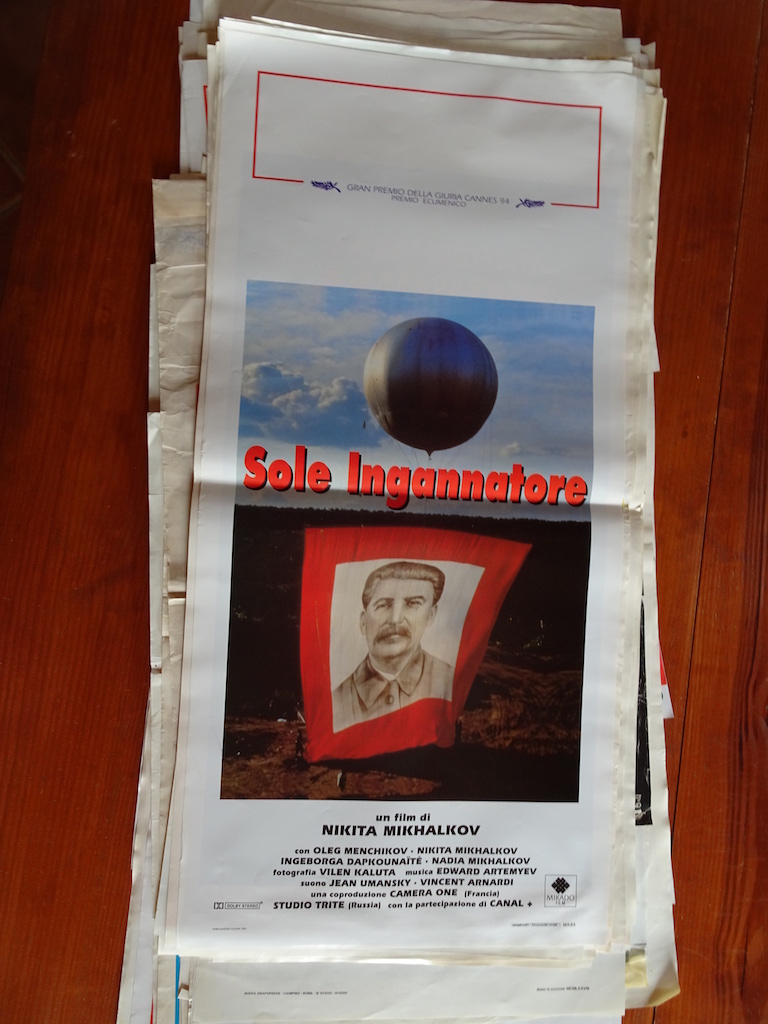 GRAN PREMIO DELLA GIURIA CANNES 94
PREMIO ECUMENICO
Sole Ingannatore
un film di
NIKITA MIKHALKOV
con OLEG MENCHIKOV · NIKITA MIKHALKOV
INGEBORGA DAPKOUNAÏTÉ · NADIA MIKHALKOV
fotografia VILEN KALUTA musica EDWARD ARTEMYEV
suono JEAN UMANSKY · VINCENT ARNARDI
una coproduzione CAMERA ONE (Francia)
STUDIO TRITE (Russia) con la partecipazione di CANAL +
DOLBY STEREO
MIKADO
FILM